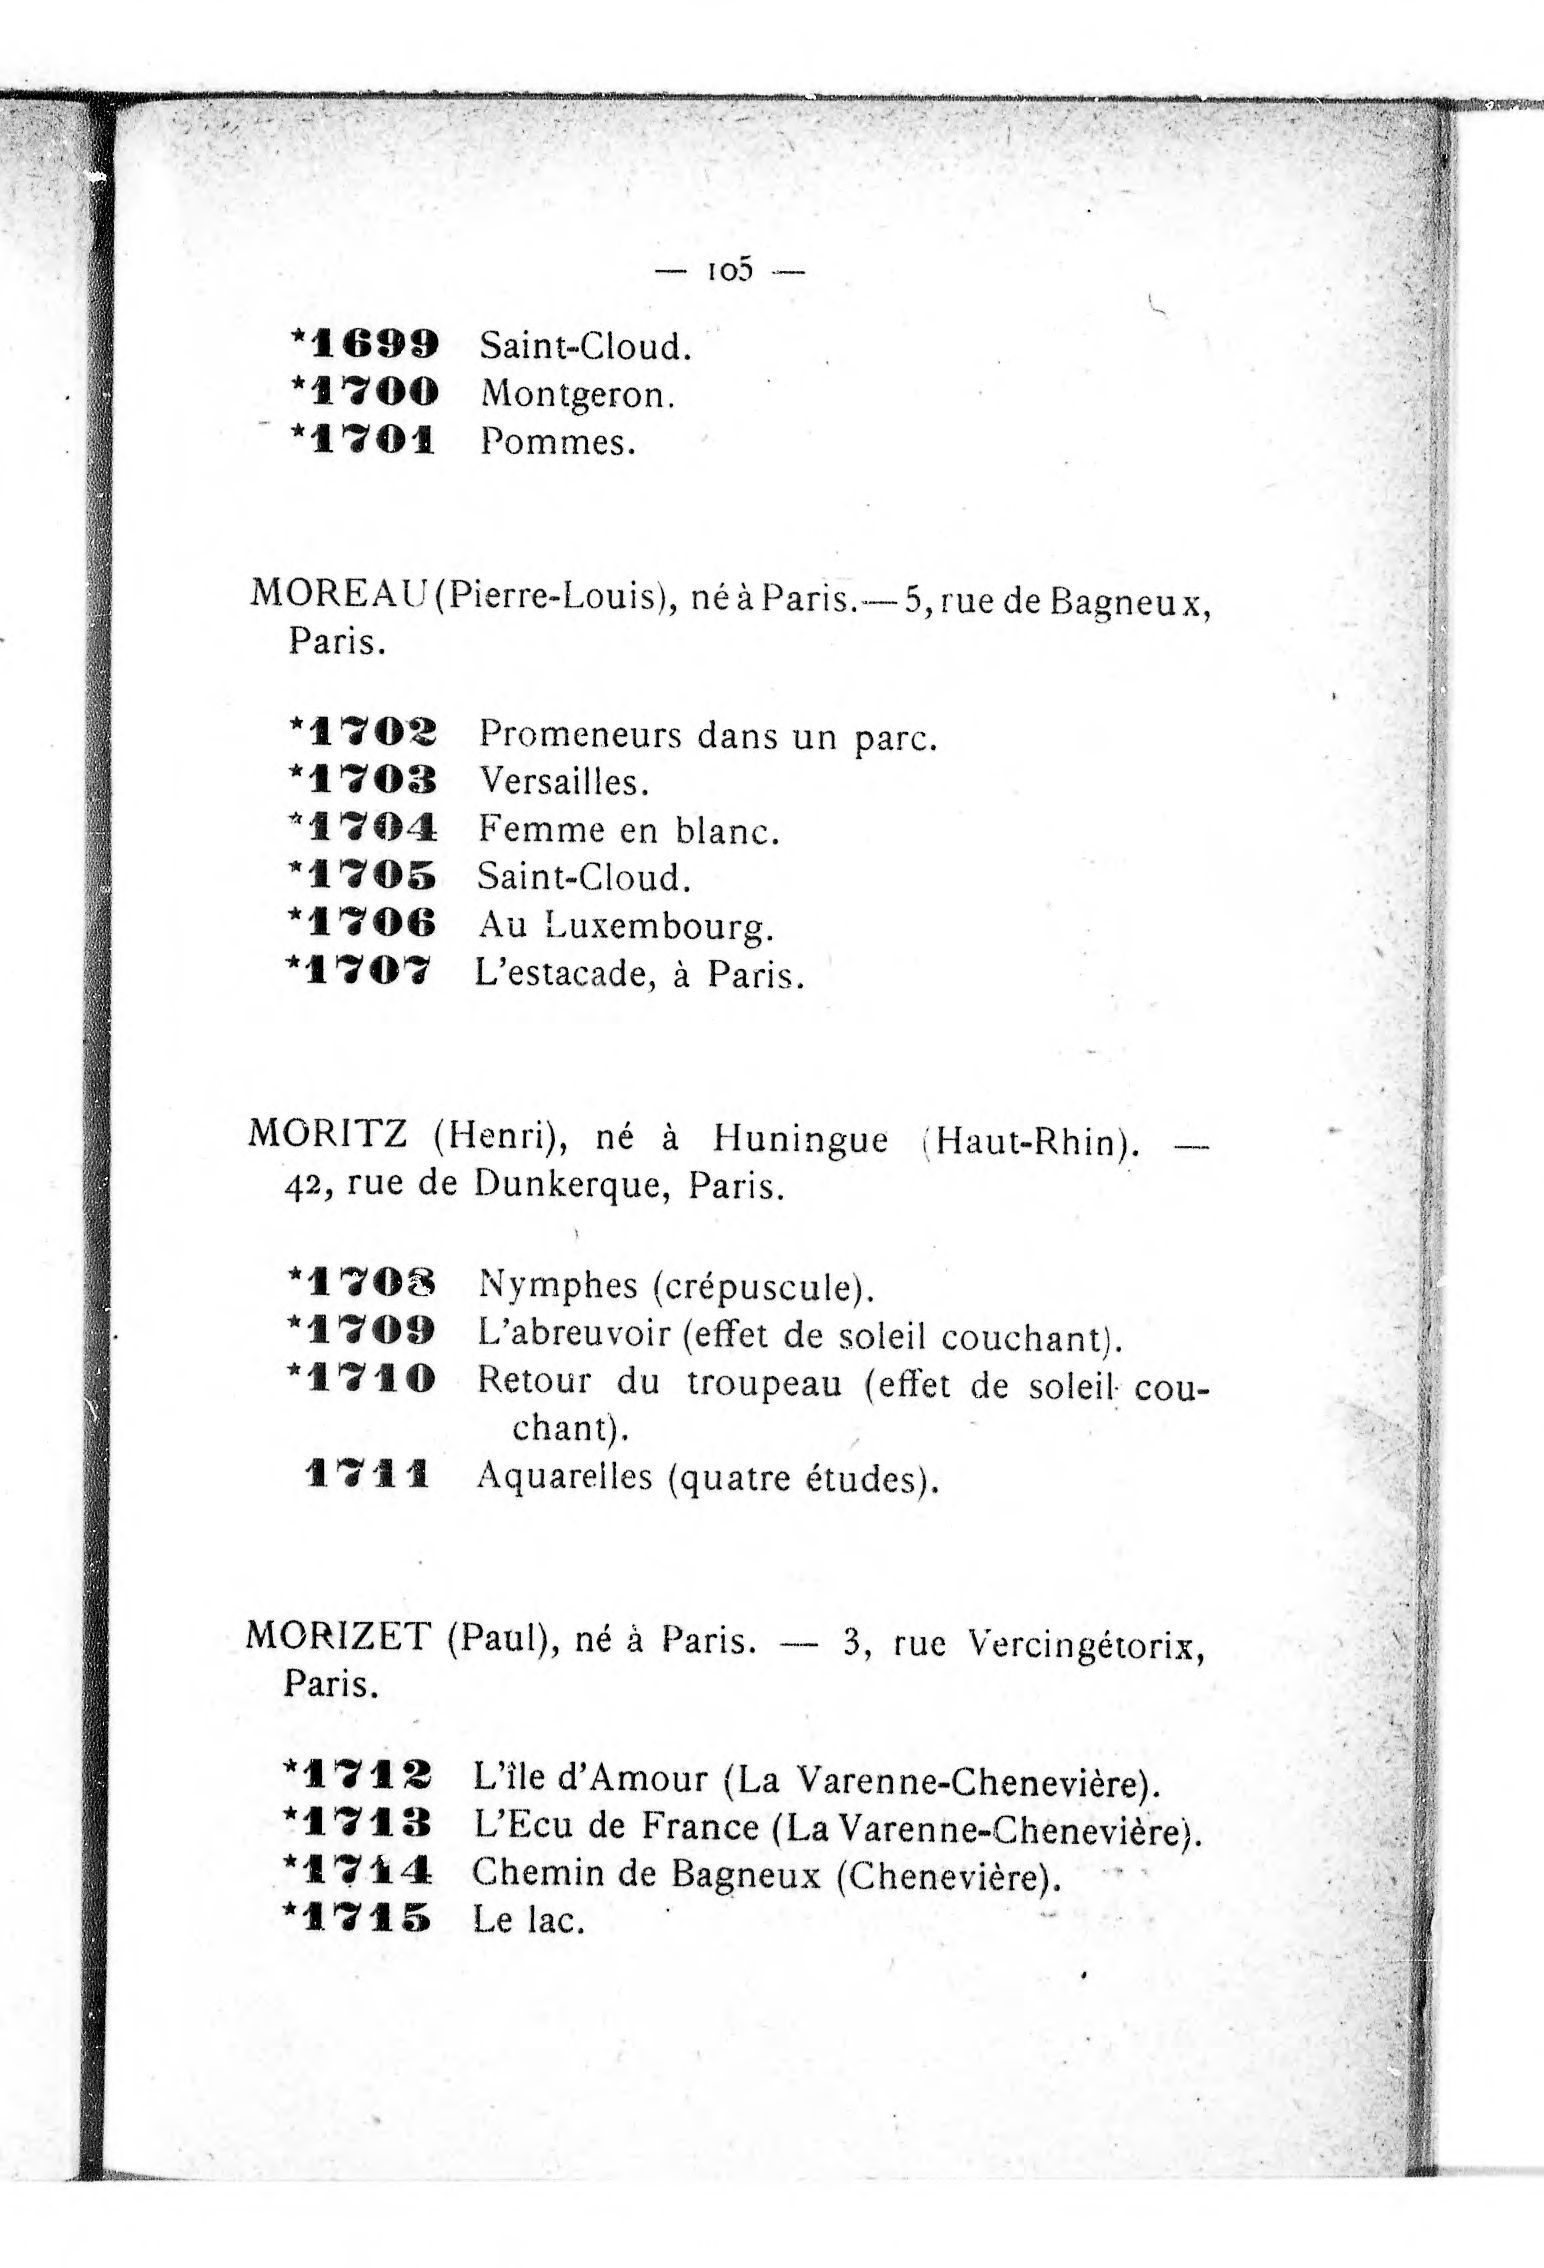 — 105 —
*1699 Saint-Cloud.
*1700 Montgeron.
*1701 Pommes.
MOREAU (Pierre-Louis), né à Paris. — 5, rue de Bagneux,
Paris.
*1702 Promeneurs dans un parc.
*1703 Versailles.
*1704 Femme en blanc.
*1705 Saint-Cloud.
*1706 Au Luxembourg.
*1707 L'estacade, à Paris.
MORITZ (Henri), né à Huningue (Haut-Rhin). —
42, rue de Dunkerque, Paris.
*1708 Nymphes (crépuscule).
*1709 L'abreuvoir (effet de soleil couchant).
*1710 Retour du troupeau (effet de soleil cou-
chant).
1711 Aquarelles (quatre études).
MORIZET (Paul), né à Paris. — 3, rue Vercingétorix,
Paris.
*1712 L'île d'Amour (La Varenne-Chenevière).
*1713 L'Ecu de France (La Varenne-Chenevière).
*1714 Chemin de Bagneux (Chenevière).
*1715 Le lac.